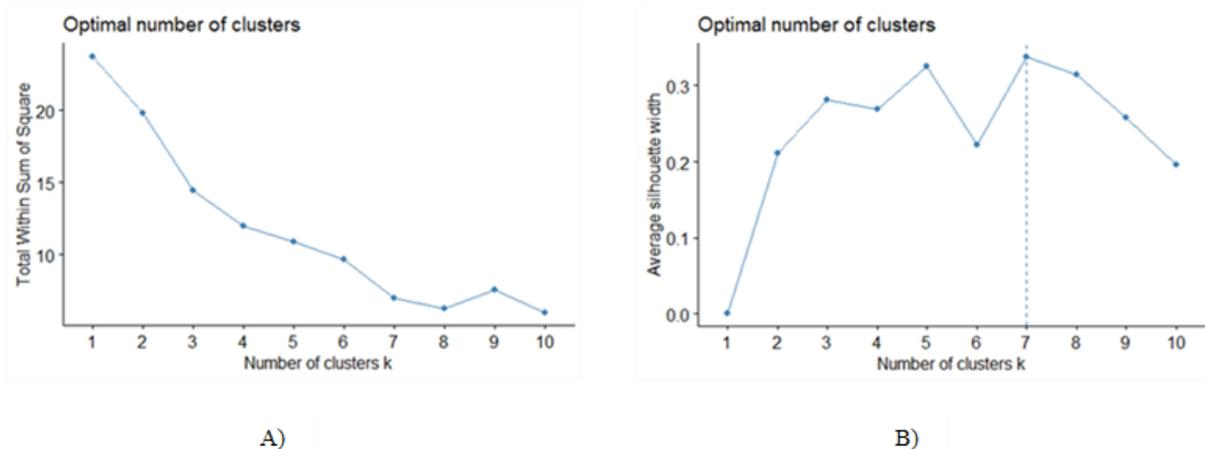 Optimal number of clusters
Total Within Sum of Square
20
15
10
1 2 3 4 5 6 7 8 9 10
Number of clusters k
A)
Optimal number of clusters
Average silhouette width
0.3
0.2
0.1
0.0
1 2 3 4 5 6 7 8 9 10
Number of clusters k
B)